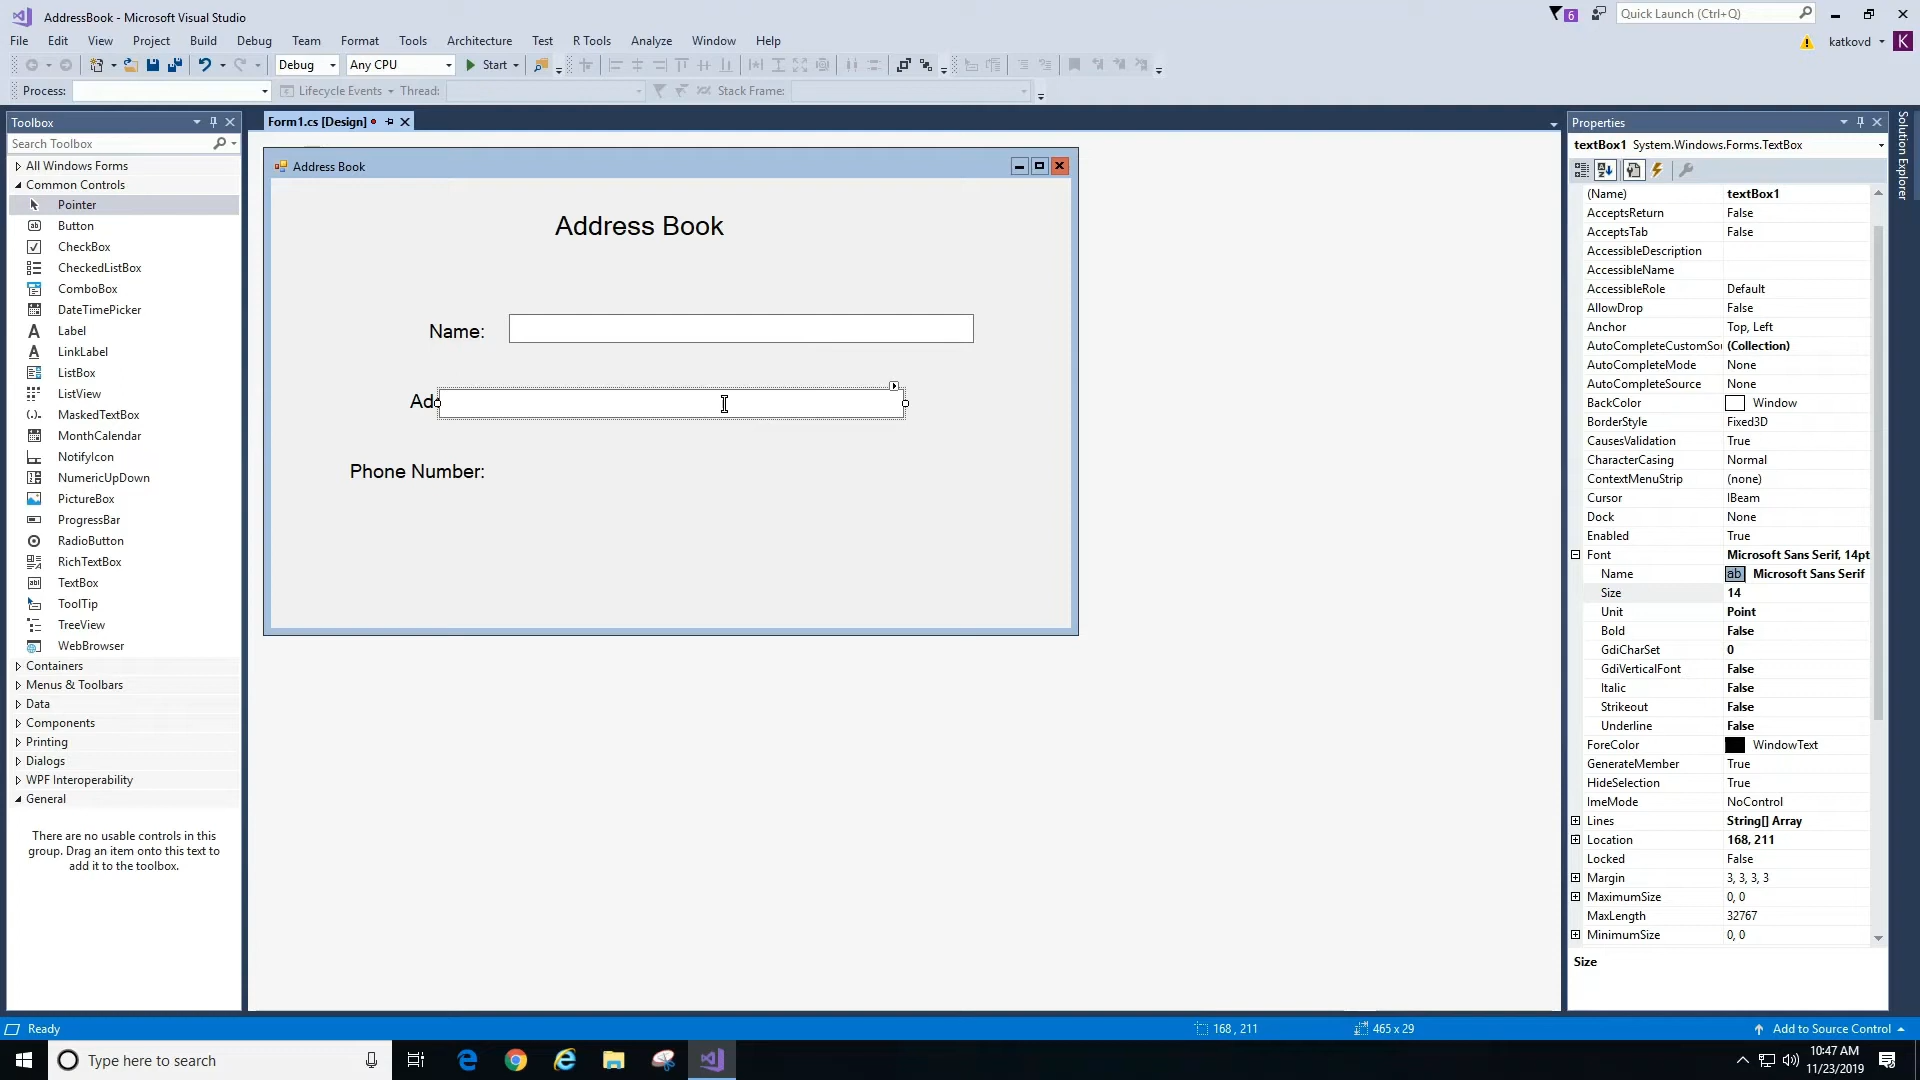 AddressBook - Microsoft Visual Studio
6
Quick Launch (Ctrl+Q)
File Edit View Project Build Debug Team Format Tools Architecture Test R Tools Analyze Window Help
katkovd K
Debug Any CPU Start
Process: Lifecycle Events Thread: Stack Frame:
Toolbox
Search Toolbox
All Windows Forms
Common Controls
Pointer
Button
CheckBox
CheckedListBox
ComboBox
DateTimePicker
Label
LinkLabel
ListBox
ListView
MaskedTextBox
MonthCalendar
NotifyIcon
NumericUpDown
PictureBox
ProgressBar
RadioButton
RichTextBox
TextBox
ToolTip
TreeView
WebBrowser
Containers
Menus & Toolbars
Data
Components
Printing
Dialogs
WPF Interoperability
General
There are no usable controls in this
group. Drag an item onto this text to
add it to the toolbox.
Form1.cs [Design]
Address Book
Address Book
Name:
Ad
Phone Number:
Properties
textBox1 System.Windows.Forms.TextBox
(Name) textBox1
AcceptsReturn False
AcceptsTab False
AccessibleDescription
AccessibleName
AccessibleRole Default
AllowDrop False
Anchor Top, Left
AutoCompleteCustomSou (Collection)
AutoCompleteMode None
AutoCompleteSource None
BackColor Window
BorderStyle Fixed3D
CausesValidation True
CharacterCasing Normal
ContextMenuStrip (none)
Cursor IBeam
Dock None
Enabled True
Font Microsoft Sans Serif, 14pt
Name ab Microsoft Sans Serif
Size 14
Unit Point
Bold False
GdiCharSet 0
GdiVerticalFont False
Italic False
Strikeout False
Underline False
ForeColor WindowText
GenerateMember True
HideSelection True
ImeMode NoControl
Lines String[] Array
Location 168, 211
Locked False
Margin 3, 3, 3, 3
MaximumSize 0, 0
MaxLength 32767
MinimumSize 0, 0
Size
Solution Explorer
Ready
168 , 211
465 x 29
Add to Source Control
Type here to search
10:47 AM
11/23/2019